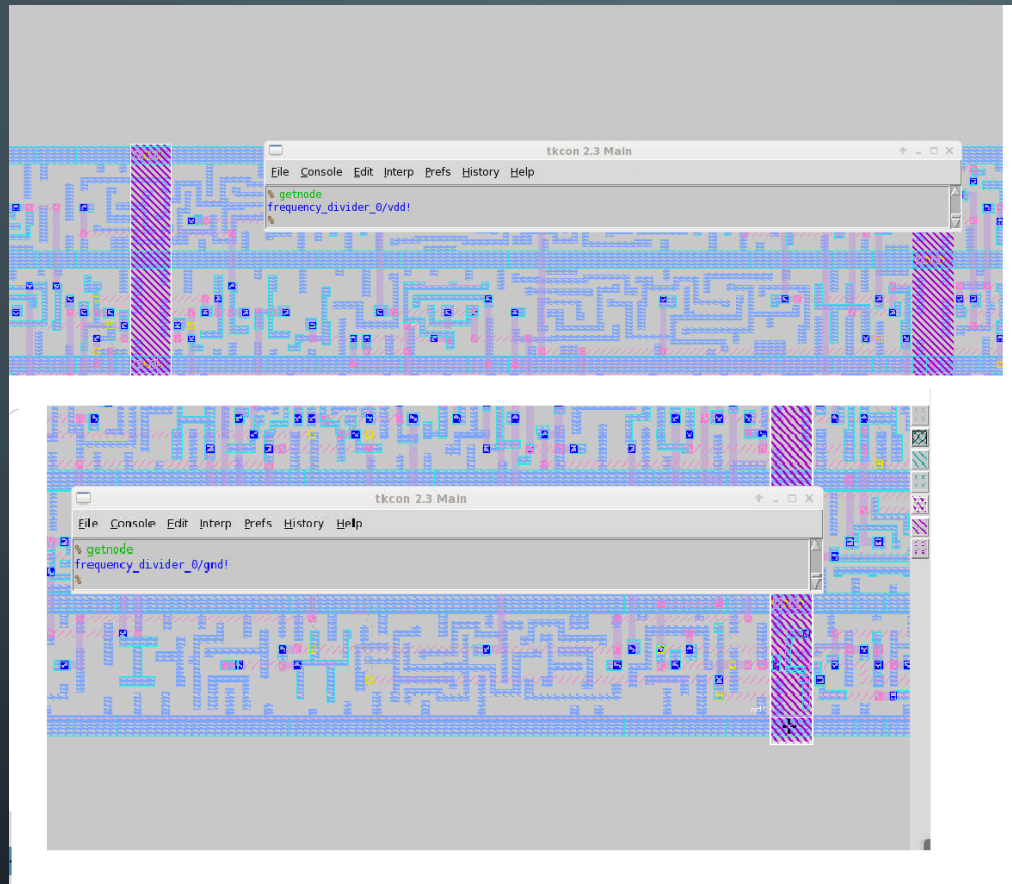 tkcon 2.3 Main
File Console Edit Interp Prefs History Help
% getnode
frequency_divider_0/vdd!
%
tkcon 2.3 Main
File Console Edit Interp Prefs History Help
% getnode
frequency_divider_0/gnd!
%